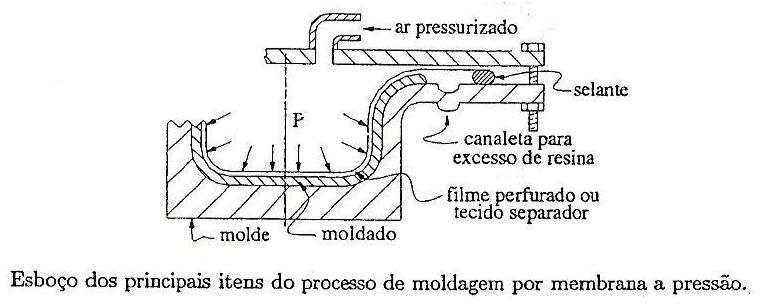 ar pressurizado
P
selante
canaleta para
excesso de resina
filme perfurado ou
tecido separador
molde
moldado
Esboço dos principais itens do processo de moldagem por membrana a pressão.